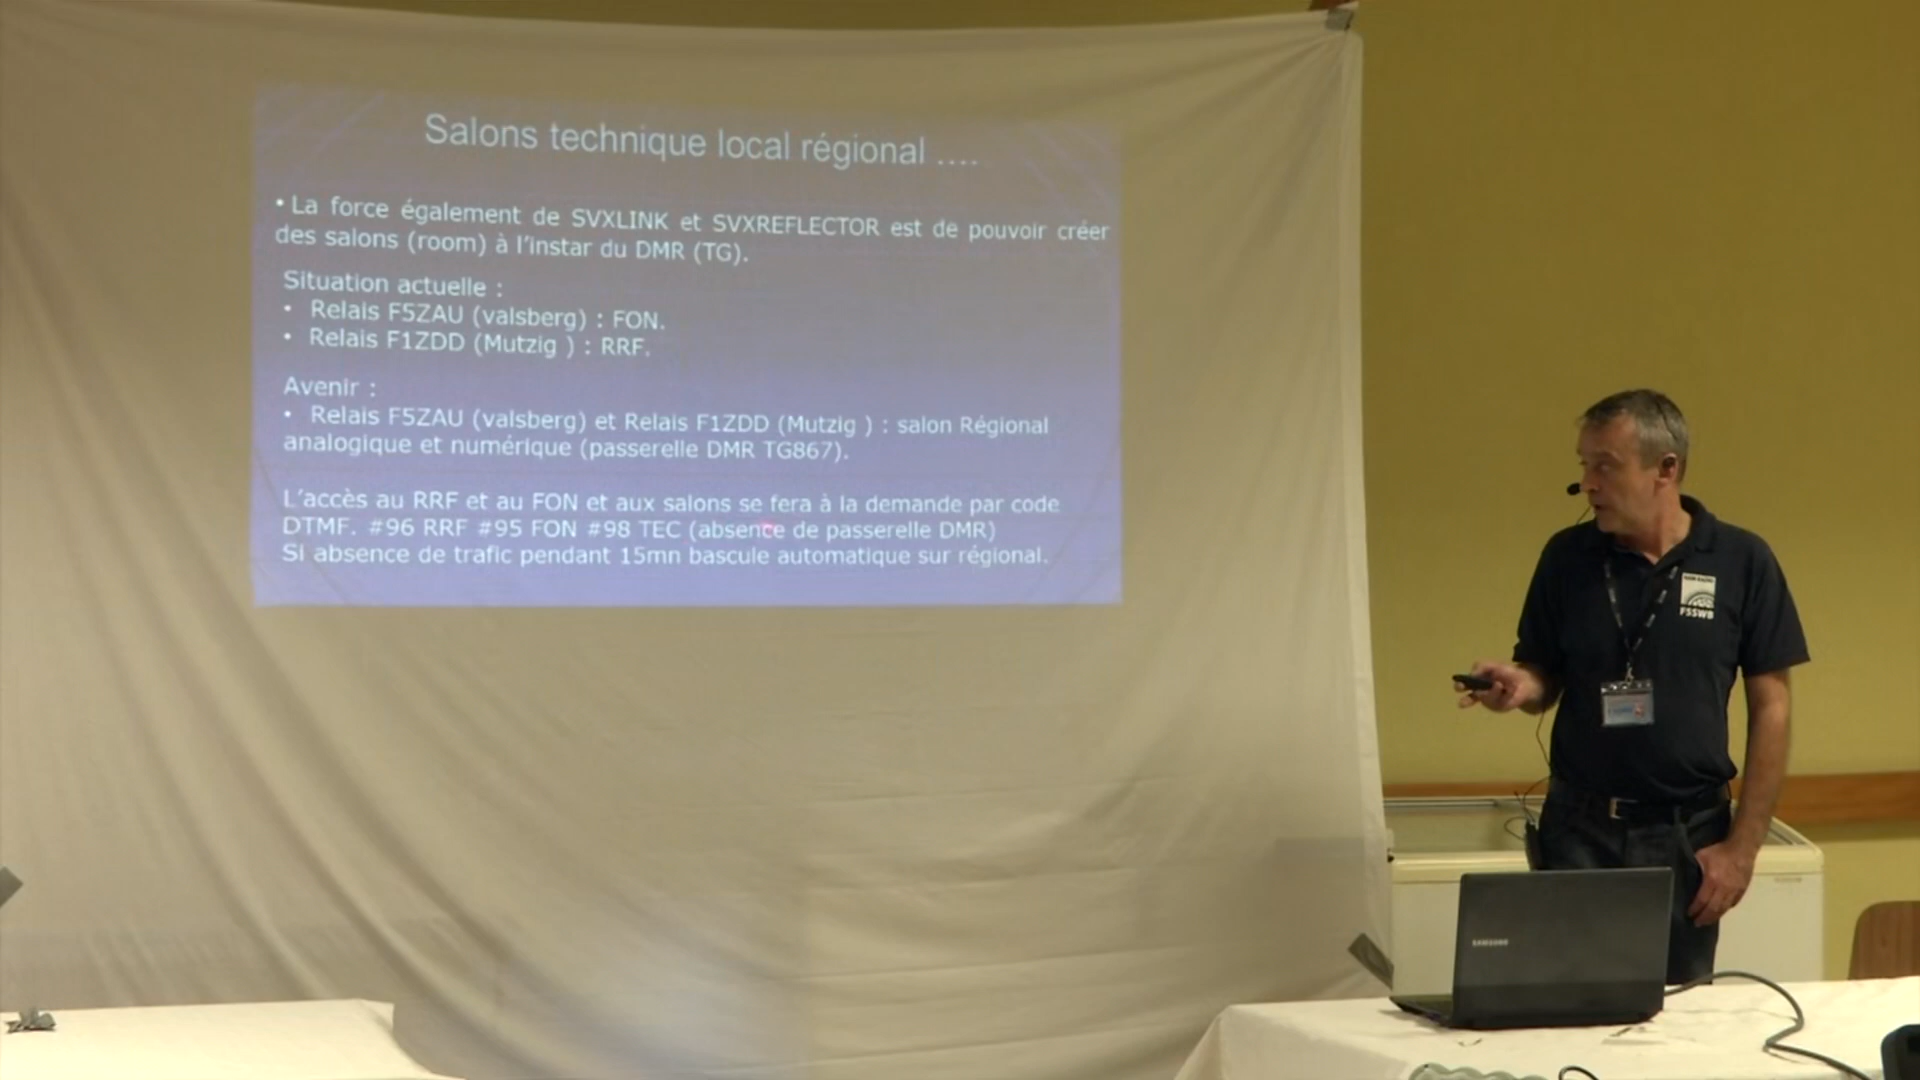 Salons technique local régional ....
• La force également de SVXLINK et SVXREFLECTOR est de pouvoir créer
des salons (room) à l'instar du DMR (TG).
Situation actuelle :
• Relais F5ZAU (valsberg) : FON.
• Relais F1ZDD (Mutzig ) : RRF.
Avenir :
• Relais F5ZAU (valsberg) et Relais F1ZDD (Mutzig ) : salon Régional
analogique et numérique (passerelle DMR TG867).
L'accès au RRF et au FON et aux salons se fera à la demande par code
DTMF. #96 RRF #95 FON #98 TEC (absence de passerelle DMR)
Si absence de trafic pendant 15mn bascule automatique sur régional.
F5SWB
SAMSUNG